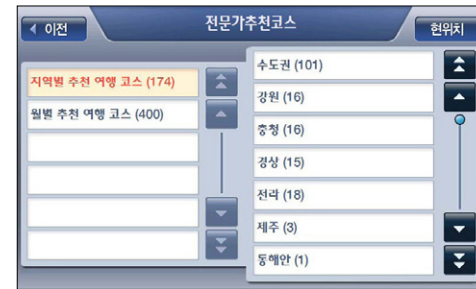 이전
전문가추천코스
현위치
지역별 추천 여행 코스 (174)
월별 추천 여행 코스 (400)
수도권 (101)
강원 (16)
충청 (16)
경상 (15)
전라 (18)
제주 (3)
동해안 (1)